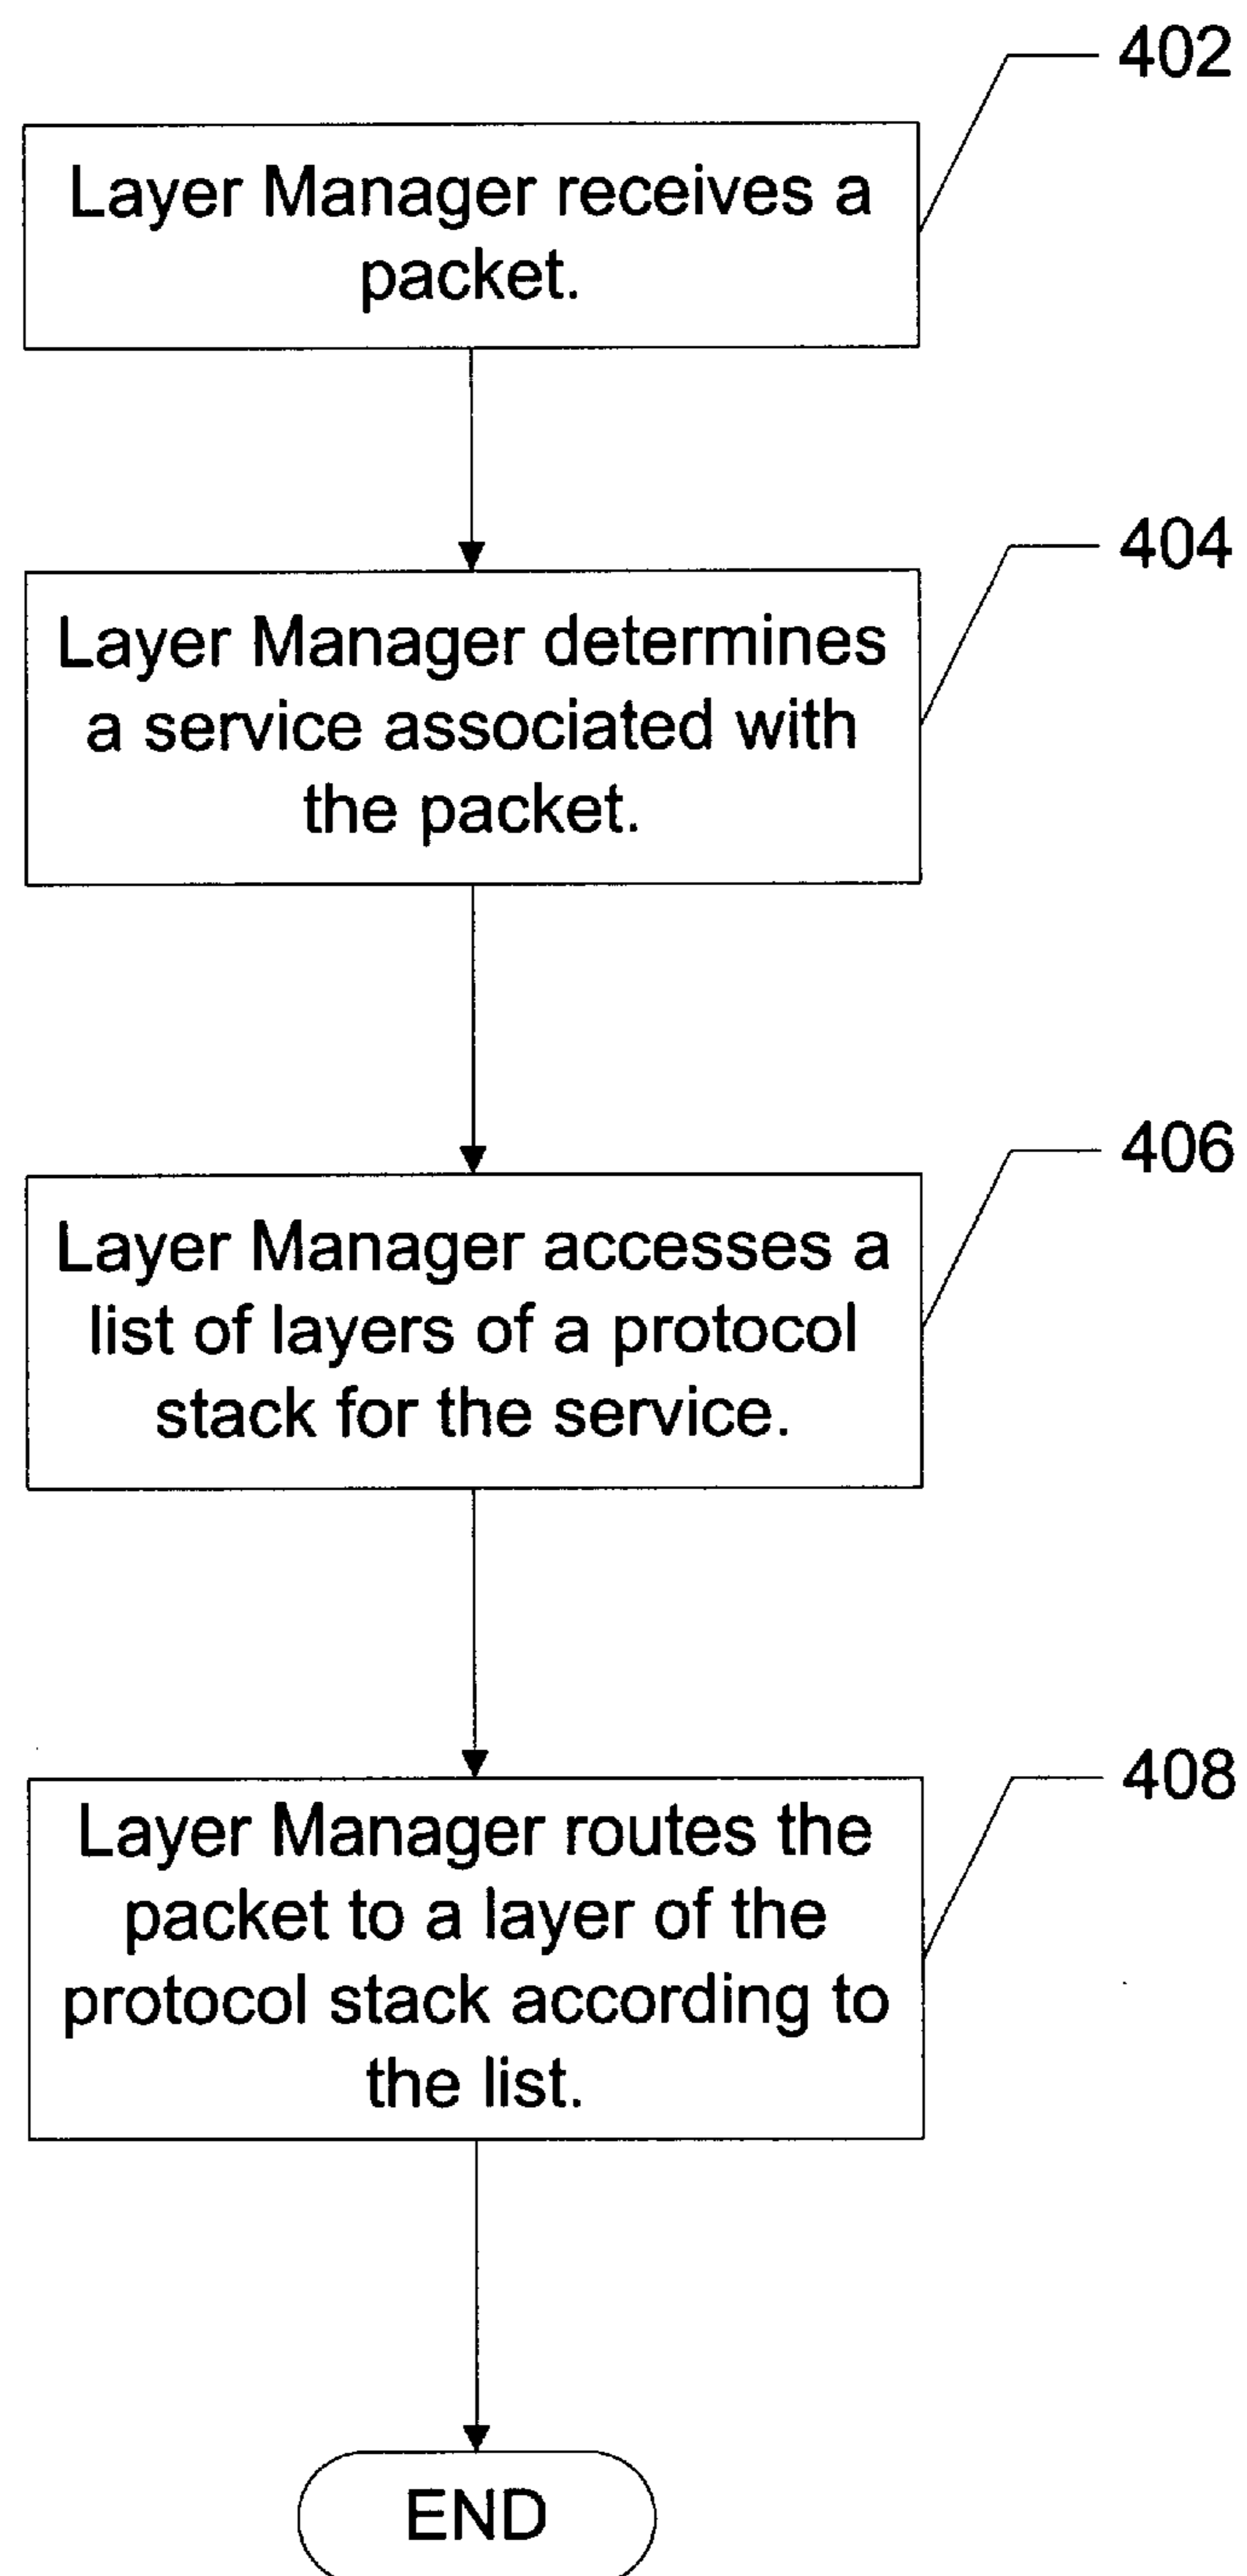 402
Layer Manager receives a
packet.
404
Layer Manager determines
a service associated with
the packet.
406
Layer Manager accesses a
list of layers of a protocol
stack for the service.
408
Layer Manager routes the
packet to a layer of the
protocol stack according to
the list.
END